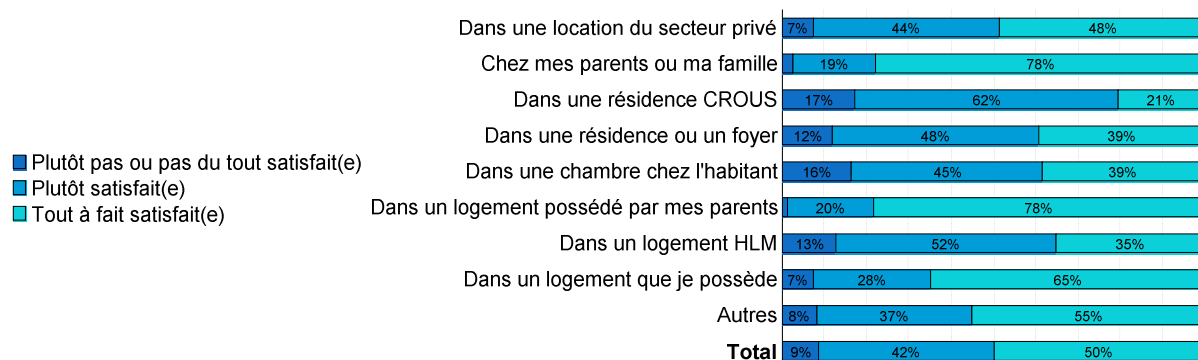 Dans une location du secteur privé 7% 44% 48%
Chez mes parents ou ma famille 19% 78%
Dans une résidence CROUS 17% 62% 21%
Dans une résidence ou un foyer 12% 48% 39%
Dans une chambre chez l'habitant 16% 45% 39%
Dans un logement possédé par mes parents 20% 78%
Dans un logement HLM 13% 52% 35%
Dans un logement que je possède 7% 28% 65%
Autres 8% 37% 55%
Total 9% 42% 50%
Plutôt pas ou pas du tout satisfait(e)
Plutôt satisfait(e)
Tout à fait satisfait(e)